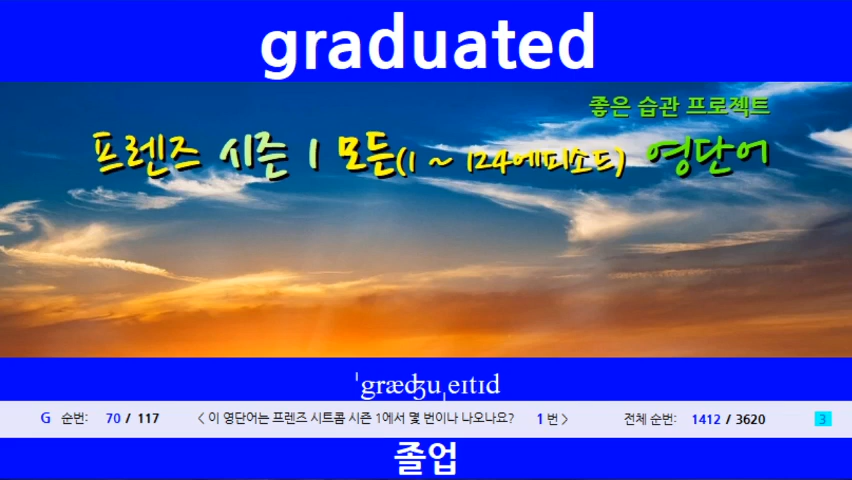 graduated
좋은 습관 프로젝트
프렌즈 시즌 1 모든(1 ~ 124에피소드) 영단어
ˈgræʤuˌeɪtɪd
G 순번: 70 / 117 < 이 영단어는 프렌즈 시트콤 시즌 1에서 몇 번이나 나오나요? 1 번 > 전체 순번: 1412 / 3620 3
졸업